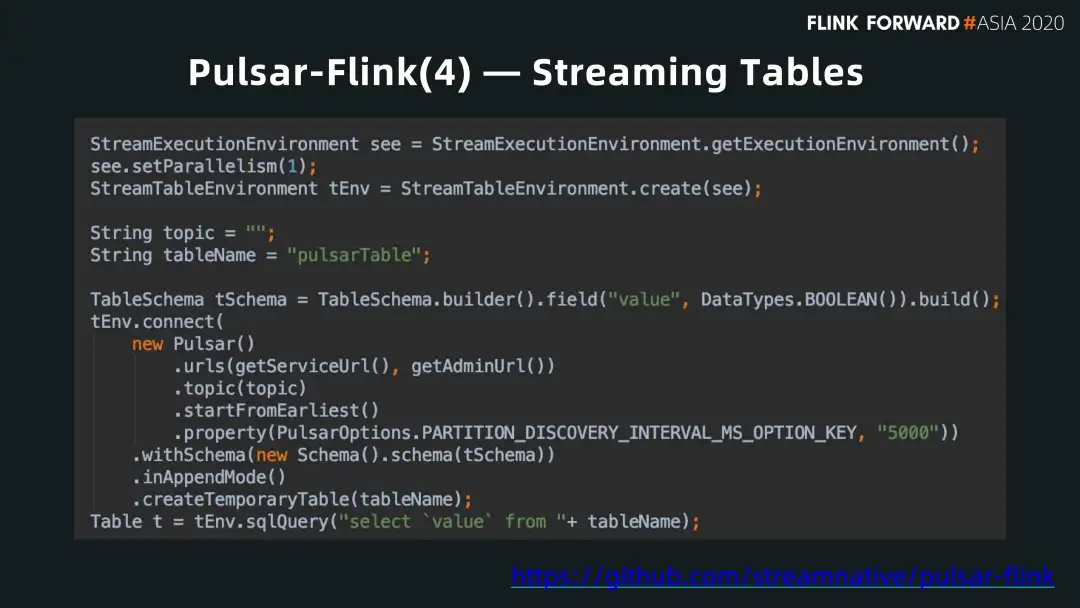 FLINK FORWARD #ASIA 2020
Pulsar-Flink(4) — Streaming Tables
StreamExecutionEnvironment see = StreamExecutionEnvironment.getExecutionEnvironment();
see.setParallelism(1);
StreamTableEnvironment tEnv = StreamTableEnvironment.create(see);
String topic = "";
String tableName = "pulsarTable";
TableSchema tSchema = TableSchema.builder().field("value", DataTypes.BOOLEAN()).build();
tEnv.connect(
new Pulsar()
.urls(getServiceUrl(), getAdminUrl())
.topic(topic)
.startFromEarliest()
.property(PulsarOptions.PARTITION_DISCOVERY_INTERVAL_MS_OPTION_KEY, "5000"))
.withSchema(new Schema().schema(tSchema))
.inAppendMode()
.createTemporaryTable(tableName);
Table t = tEnv.sqlQuery("select `value` from "+ tableName);
https://github.com/streamnative/pulsar-flink